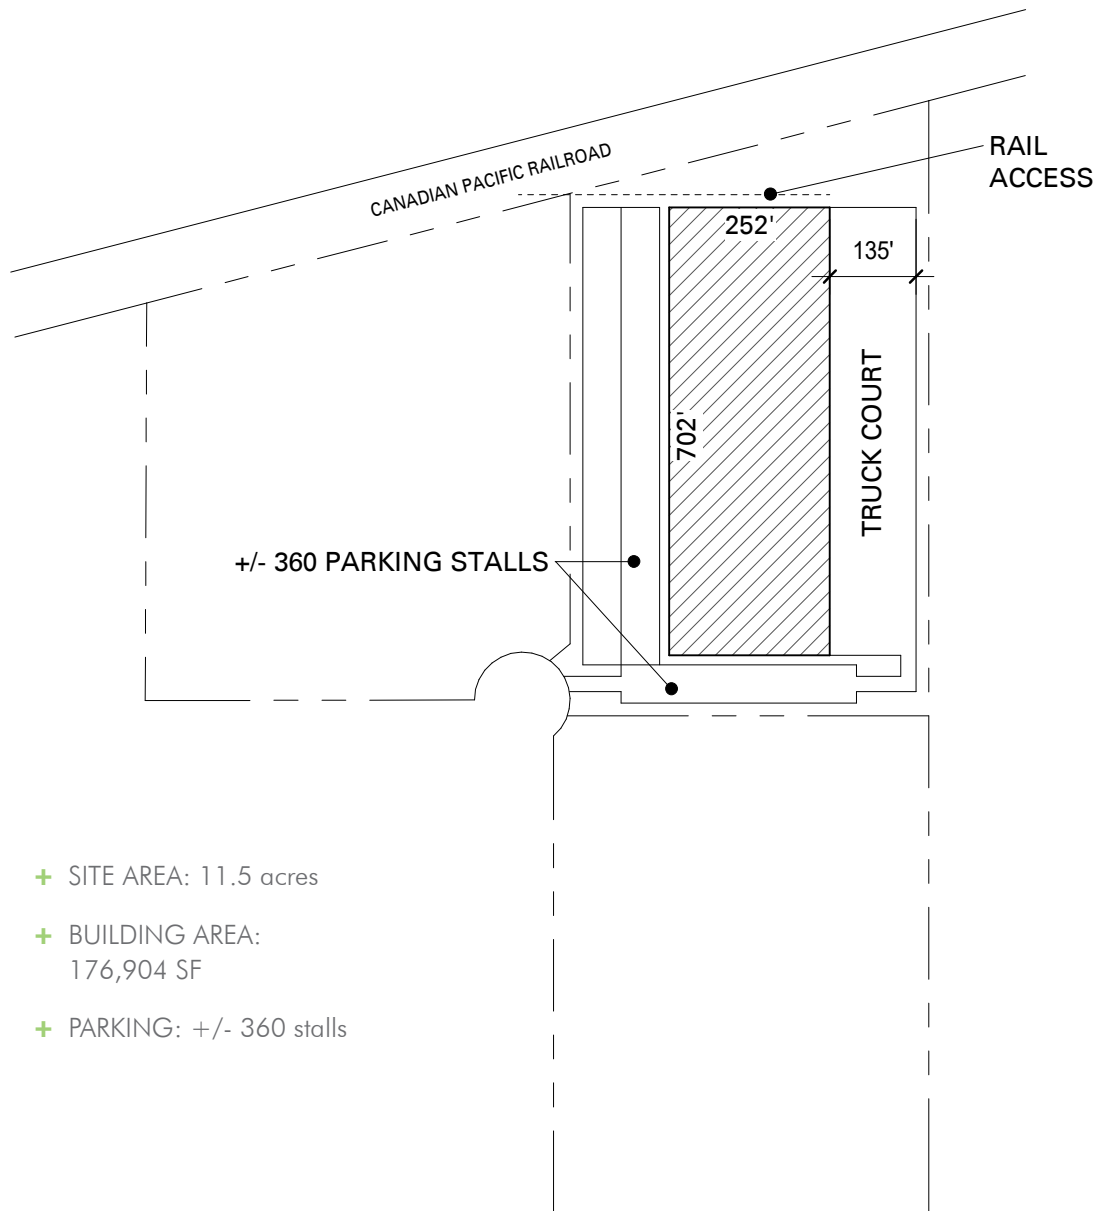 CANADIAN PACIFIC RAILROAD
RAIL
ACCESS
252'
135'
702'
TRUCK COURT
+/- 360 PARKING STALLS
+ SITE AREA: 11.5 acres
+ BUILDING AREA:
176,904 SF
+ PARKING: +/- 360 stalls